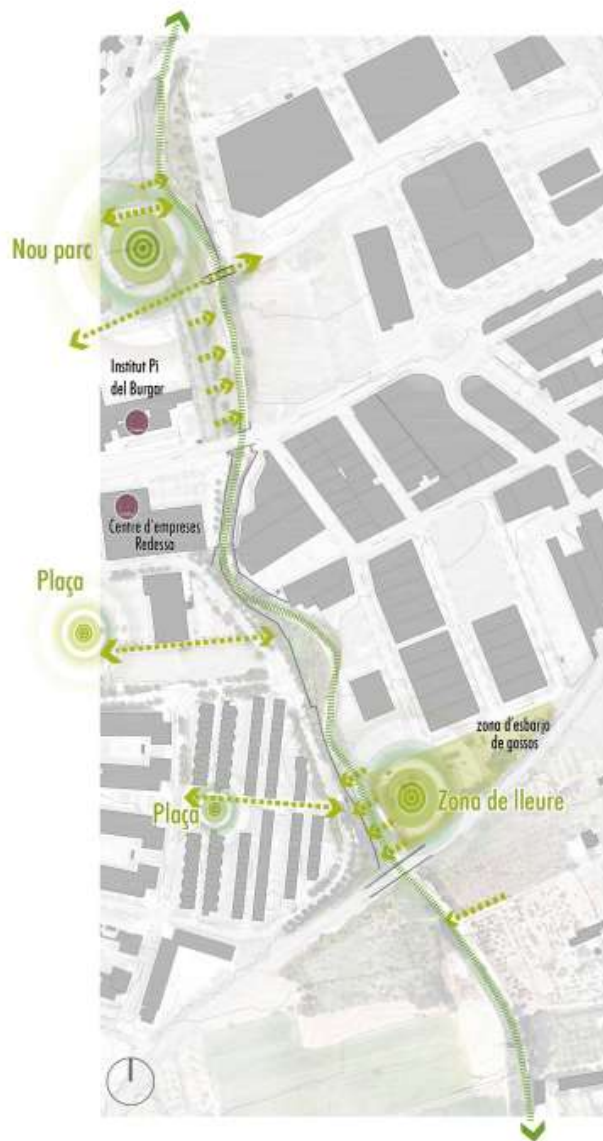 Nou parc
Institut Pi
del Burgar
Centre d'empreses
Redessa
Plaça
zona d'esbarjo
de gossos
Zona de lleure
Plaça